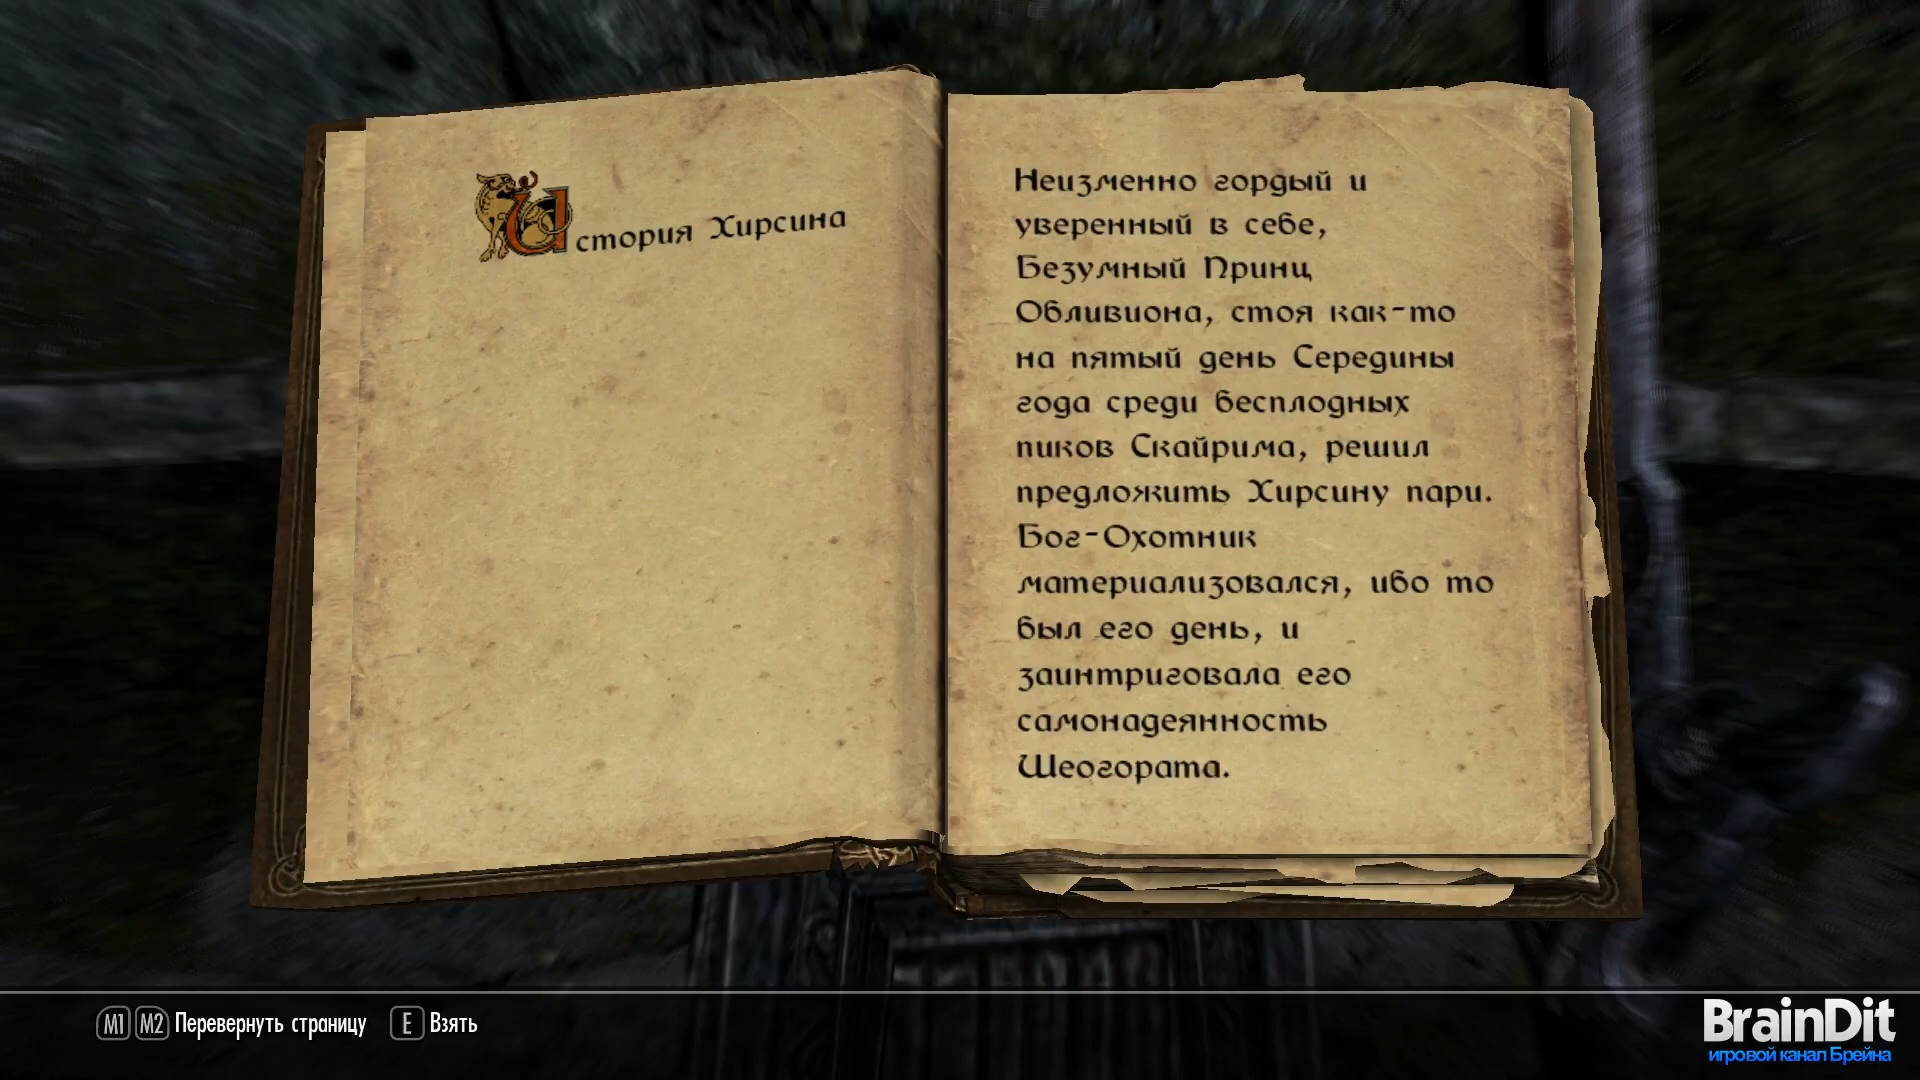 История Хирсина
Неизменно гордый и
уверенный в себе,
Безумный Принц
Обливиона, стоя как-то
на пятый день Середины
года среди бесплодных
пиков Скайрима, решил
предложить Хирсину пари.
Бог-Охотник
материализовался, ибо то
был его день, и
заинтриговала его
самонадеянность
Шеогората.
M1 M2 Перевернуть страницу E Взять
BrainDit
игровой канал Брейна